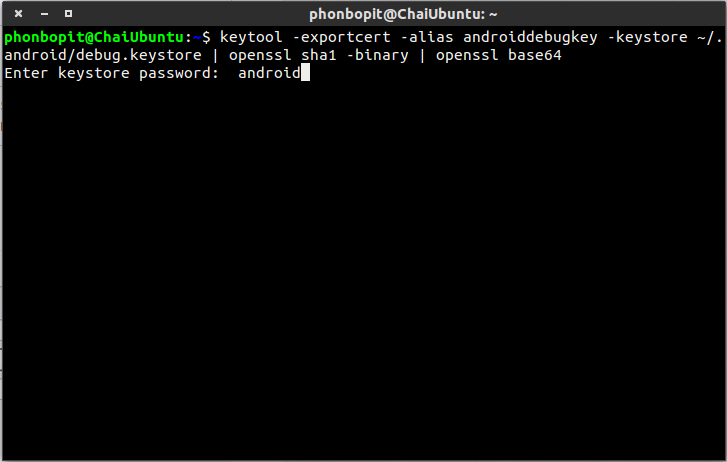 phonbopit@ChaiUbuntu: ~
phonbopit@ChaiUbuntu:~$ keytool -exportcert -alias androiddebugkey -keystore ~/.
android/debug.keystore | openssl sha1 -binary | openssl base64
Enter keystore password:  android